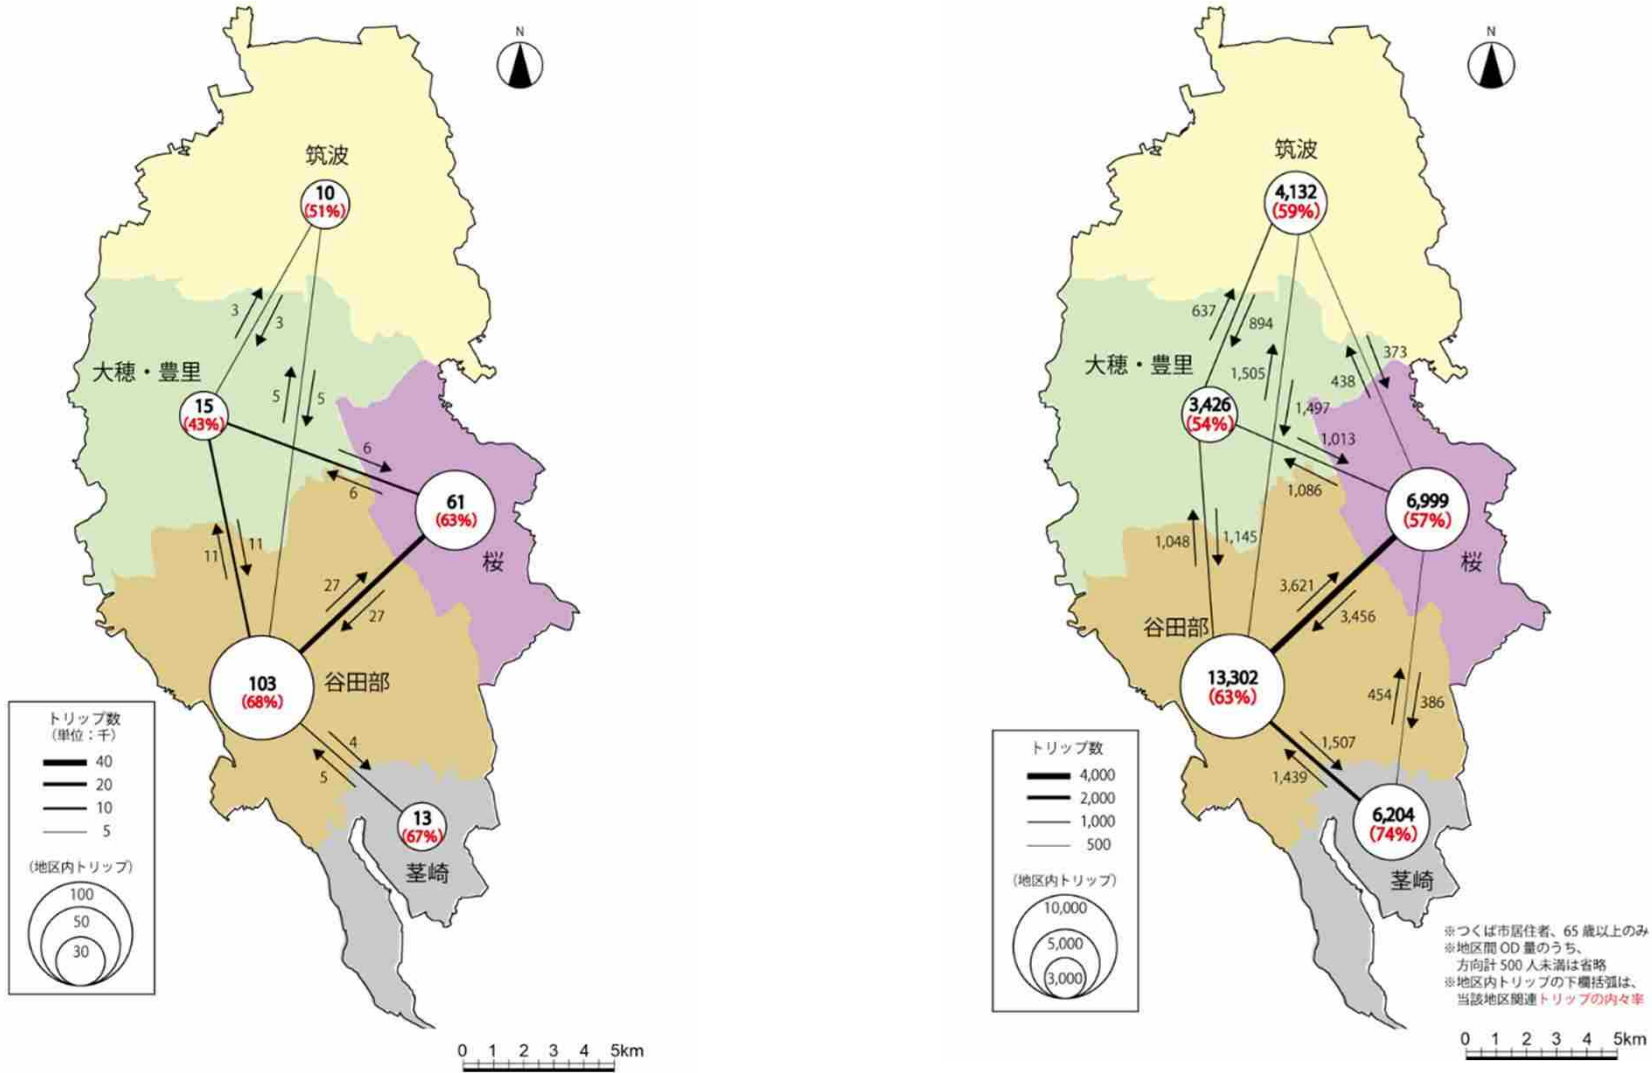 N
筑波
10
(51%)
3
3
大穂・豊里
5
5
15
(43%)
6
6
61
(63%)
桜
11
11
27
27
103
(68%)
谷田部
4
5
13
(67%)
茎崎
トリップ数
(単位：千)
40
20
10
5
(地区内トリップ)
100
50
30
0 1 2 3 4 5km
N
筑波
4,132
(59%)
637
894
大穂・豊里
1,505
1,497
438
373
3,426
(54%)
1,013
1,086
6,999
(57%)
桜
1,048
1,145
3,621
3,456
谷田部
13,302
(63%)
454
386
1,507
1,439
6,204
(74%)
茎崎
トリップ数
4,000
2,000
1,000
500
(地区内トリップ)
10,000
5,000
3,000
※つくば市居住者、65 歳以上のみ
※地区間 OD 量のうち、
方向計 500 人未満は省略
※地区内トリップの下欄括弧は、
当該地区関連トリップの内々率
0 1 2 3 4 5km